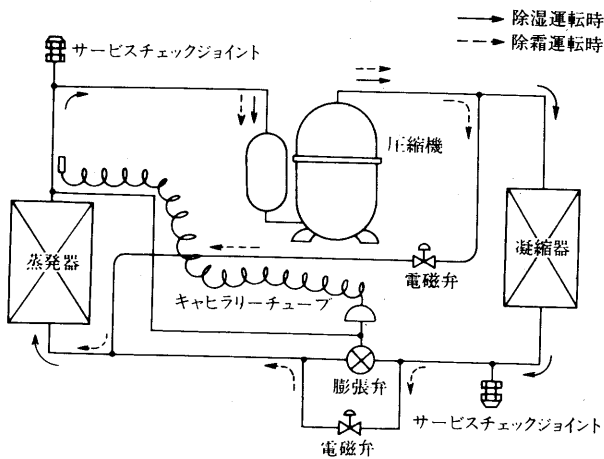 除湿運転時
除霜運転時
サービスチェックジョイント
圧縮機
蒸発器
凝縮器
電磁弁
キャピラリーチューブ
膨張弁
サービスチェックジョイント
電磁弁